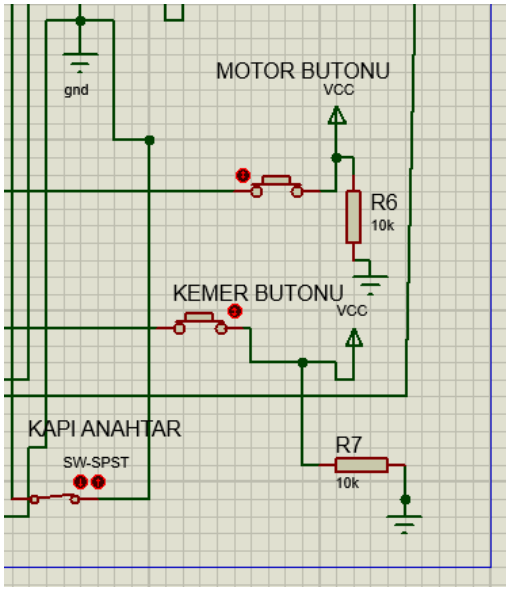 gnd
MOTOR BUTONU
VCC
R6
10k
KEMER BUTONU
VCC
KAPI ANAHTAR
SW-SPST
R7
10k